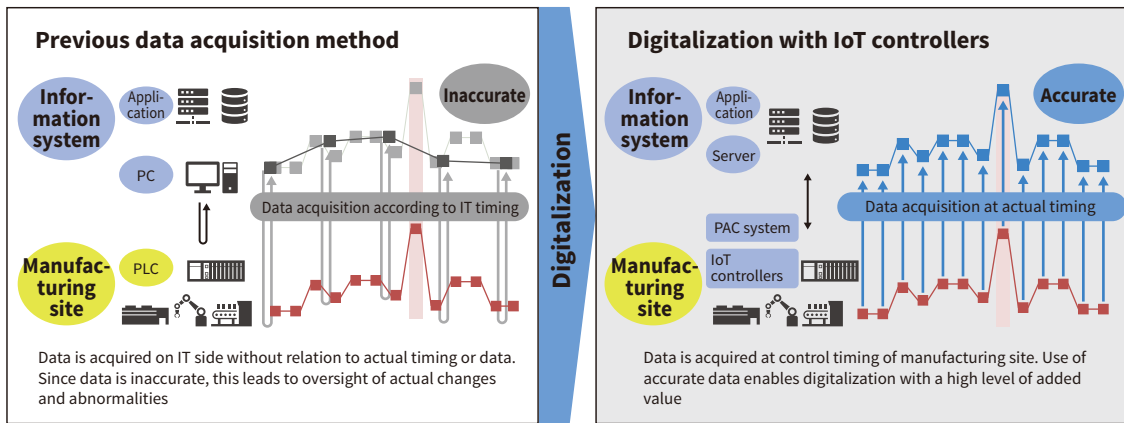 Previous data acquisition method
Infor-
mation
system
Appli-
cation
Inaccurate
PC
Data acquisition according to IT timing
Manufac-
turing
site
PLC
Data is acquired on IT side without relation to actual timing or data.
Since data is inaccurate, this leads to oversight of actual changes
and abnormalities
Digitalization
Digitalization with IoT controllers
Infor-
mation
system
Appli-
cation
Accurate
Server
Data acquisition at actual timing
PAC system
Manufac-
turing
site
IoT
controllers
Data is acquired at control timing of manufacturing site. Use of
accurate data enables digitalization with a high level of added
value